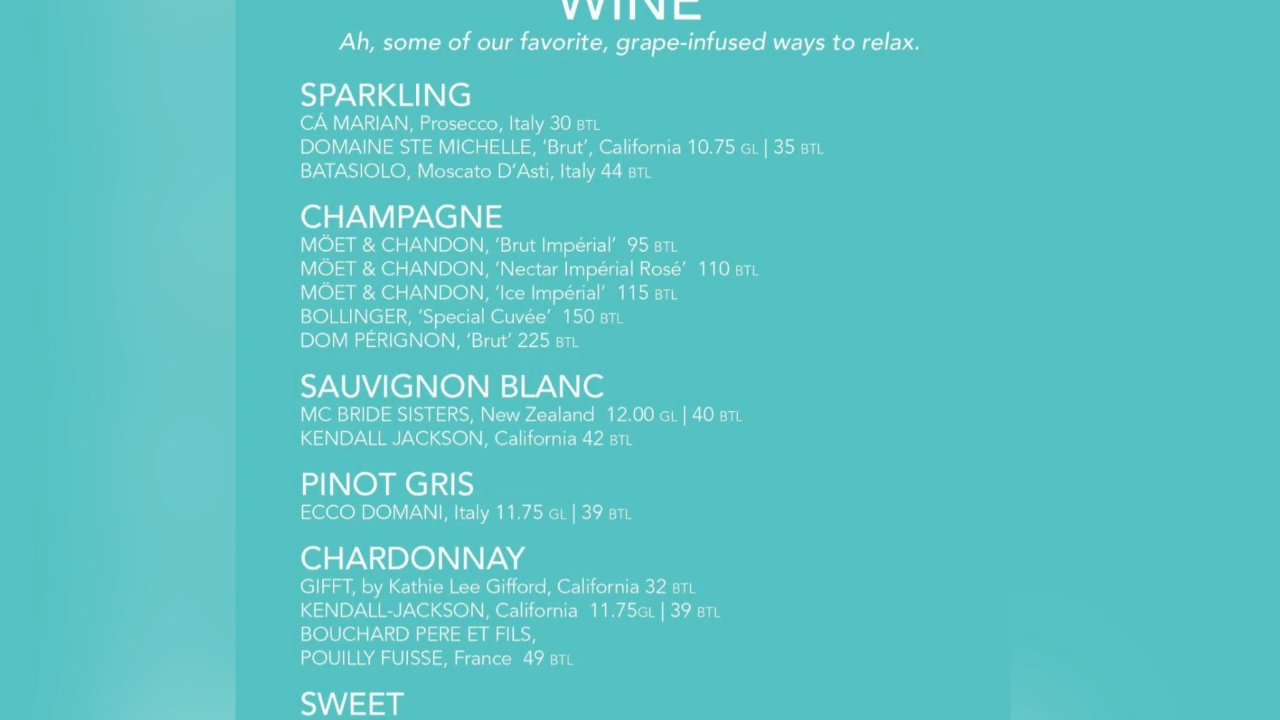 WINE
Ah, some of our favorite, grape-infused ways to relax.
SPARKLING
CÁ MARIAN, Prosecco, Italy 30 BTL
DOMAINE STE MICHELLE, ‘Brut’, California 10.75 GL | 35 BTL
BATASIOLO, Moscato D’Asti, Italy 44 BTL
CHAMPAGNE
MÖET & CHANDON, ‘Brut Impérial’ 95 BTL
MÖET & CHANDON, ‘Nectar Impérial Rosé’ 110 BTL
MÖET & CHANDON, ‘Ice Impérial’ 115 BTL
BOLLINGER, ‘Special Cuvée’ 150 BTL
DOM PÉRIGNON, ‘Brut’ 225 BTL
SAUVIGNON BLANC
MC BRIDE SISTERS, New Zealand 12.00 GL | 40 BTL
KENDALL JACKSON, California 42 BTL
PINOT GRIS
ECCO DOMANI, Italy 11.75 GL | 39 BTL
CHARDONNAY
GIFFT, by Kathie Lee Gifford, California 32 BTL
KENDALL-JACKSON, California 11.75GL | 39 BTL
BOUCHARD PERE ET FILS,
POUILLY FUISSE, France 49 BTL
SWEET